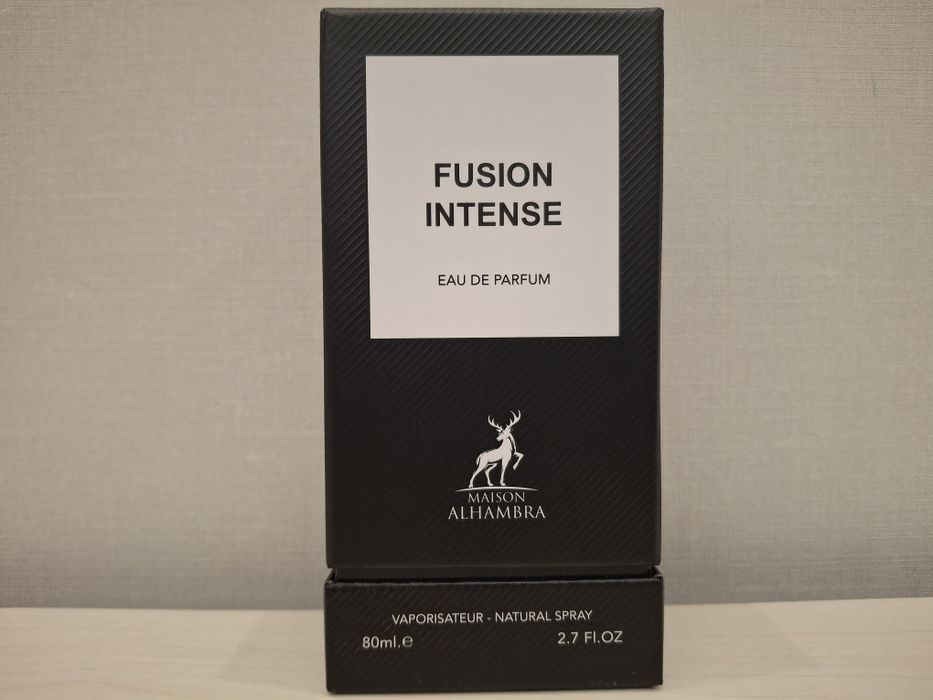 FUSION
INTENSE
EAU DE PARFUM
MAISON
ALHAMBRA
VAPORISATEUR - NATURAL SPRAY
80ml.℮ 2.7 Fl.OZ